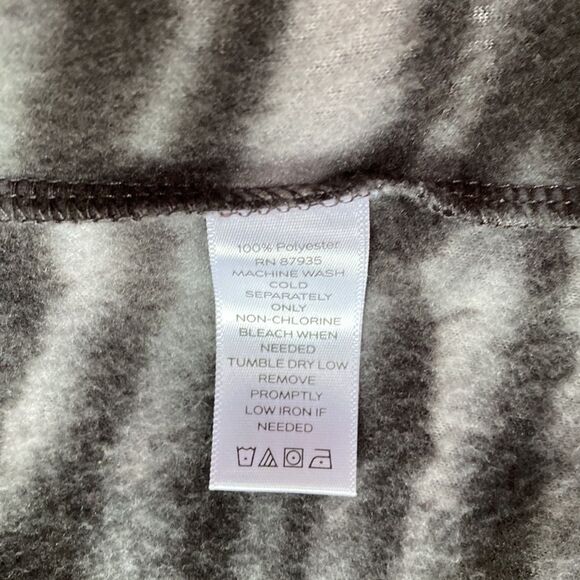 100% Polyester
RN 87935
MACHINE WASH
COLD
SEPARATELY
ONLY
NON-CHLORINE
BLEACH WHEN
NEEDED
TUMBLE DRY LOW
REMOVE
PROMPTLY
LOW IRON IF
NEEDED